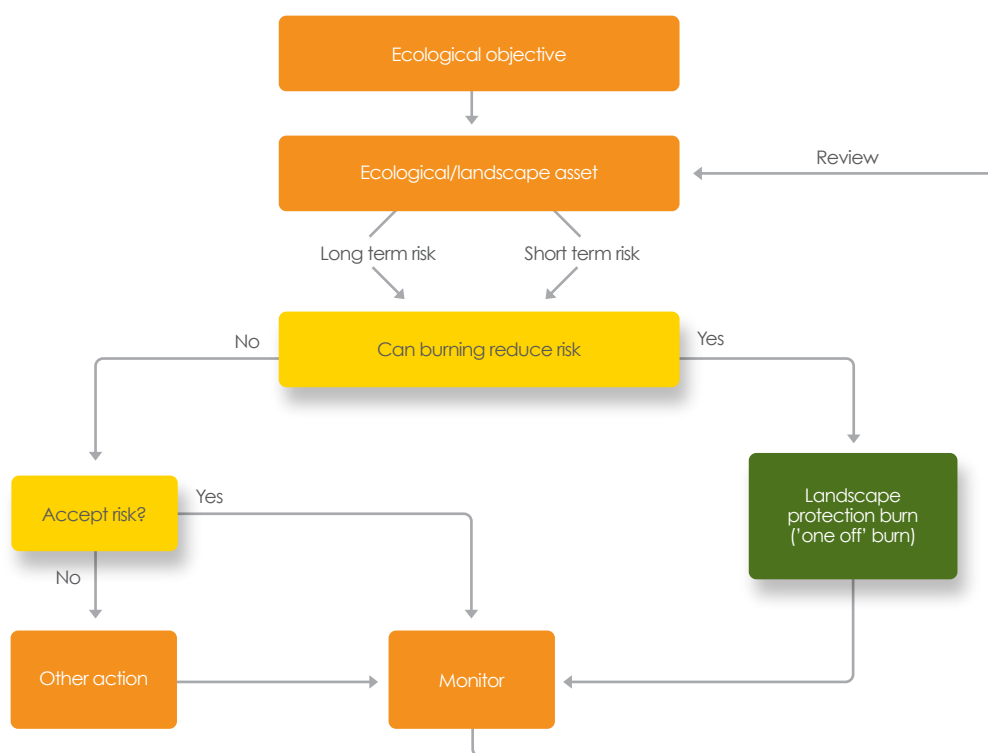 Ecological objective
Ecological/landscape asset
Review
Long term risk
Short term risk
No
Can burning reduce risk
Yes
Accept risk?
Yes
Landscape
protection burn
('one off' burn)
No
Other action
Monitor